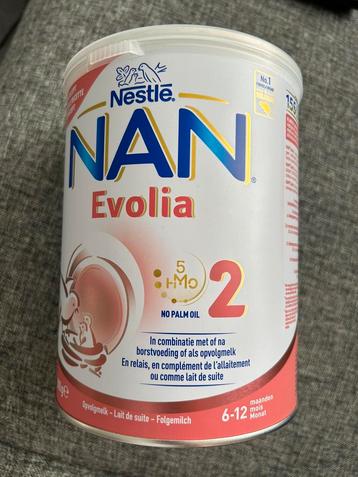 Nestlé®
No.1
NAN®
Evolia
5
HMO
2
NO PALM OIL
In combinatie met of na
borstvoeding of als opvolgmelk
En relais, en complément de l'allaitement
ou comme lait de suite
Opvolgmelk - Lait de suite - Folgemilch
6-12 maanden
mois
Monat